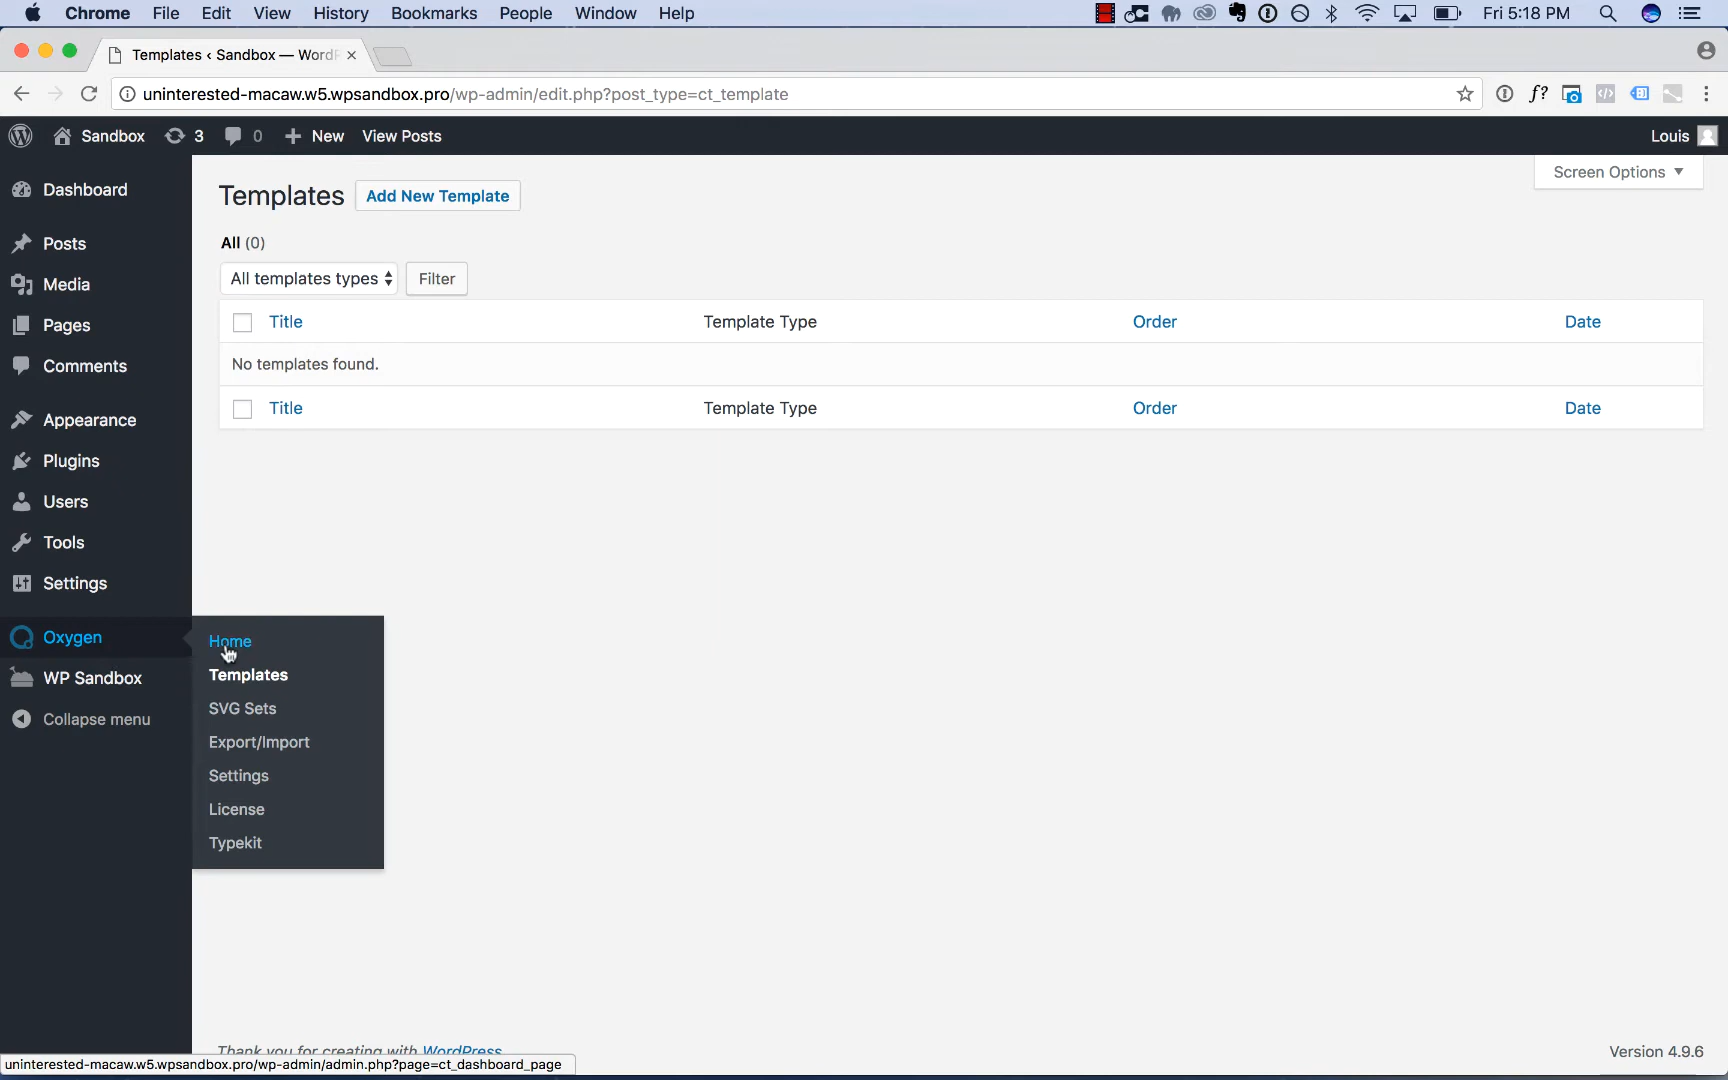 Chrome File Edit View History Bookmarks People Window Help Fri 5:18 PM
Templates ‹ Sandbox — WordP
uninterested-macaw.w5.wpsandbox.pro/wp-admin/edit.php?post_type=ct_template
f?
Sandbox 3 0 New View Posts Louis
Screen Options
Templates Add New Template
All (0)
All templates types Filter
Title Template Type Order Date
No templates found.
Title Template Type Order Date
Dashboard
Posts
Media
Pages
Comments
Appearance
Plugins
Users
Tools
Settings
Oxygen
WP Sandbox
Collapse menu
Home
Templates
SVG Sets
Export/Import
Settings
License
Typekit
Thank you for creating with WordPress
Version 4.9.6
uninterested-macaw.w5.wpsandbox.pro/wp-admin/admin.php?page=ct_dashboard_page